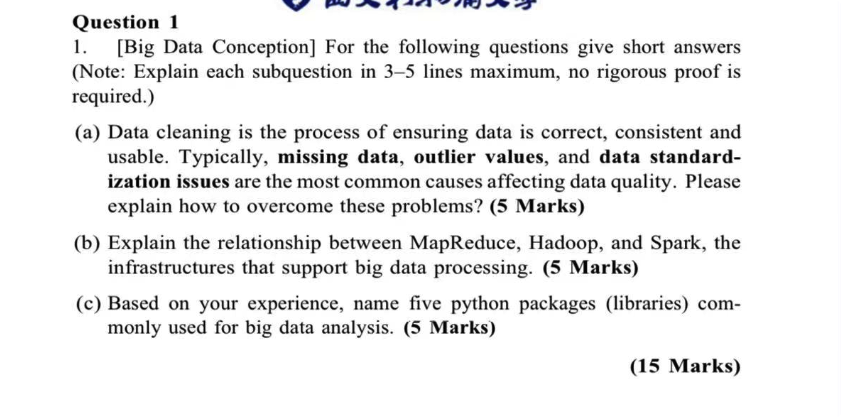 Question 1
1. [Big Data Conception] For the following questions give short answers
(Note: Explain each subquestion in 3–5 lines maximum, no rigorous proof is
required.)
(a) Data cleaning is the process of ensuring data is correct, consistent and
usable. Typically, missing data, outlier values, and data standard-
ization issues are the most common causes affecting data quality. Please
explain how to overcome these problems? (5 Marks)
(b) Explain the relationship between MapReduce, Hadoop, and Spark, the
infrastructures that support big data processing. (5 Marks)
(c) Based on your experience, name five python packages (libraries) com-
monly used for big data analysis. (5 Marks)
(15 Marks)